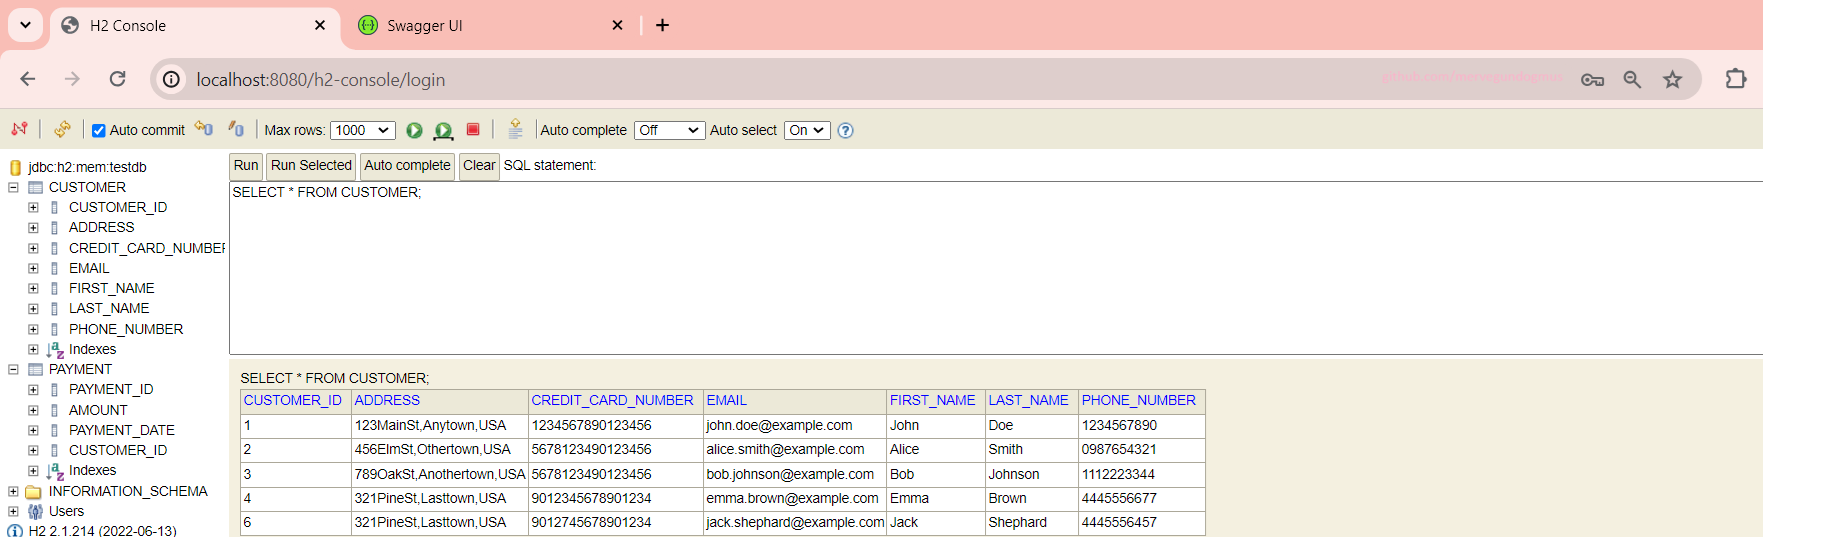 H2 Console
Swagger UI
localhost:8080/h2-console/login
Auto commit Max rows: 1000 Auto complete Off Auto select On
jdbc:h2:mem:testdb
CUSTOMER
CUSTOMER_ID
ADDRESS
CREDIT_CARD_NUMBER
EMAIL
FIRST_NAME
LAST_NAME
PHONE_NUMBER
Indexes
PAYMENT
PAYMENT_ID
AMOUNT
PAYMENT_DATE
CUSTOMER_ID
Indexes
INFORMATION_SCHEMA
Users
H2 2.1.214 (2022-06-13)
Run Run Selected Auto complete Clear SQL statement:
SELECT * FROM CUSTOMER;
SELECT * FROM CUSTOMER;
CUSTOMER_ID ADDRESS CREDIT_CARD_NUMBER EMAIL FIRST_NAME LAST_NAME PHONE_NUMBER
1 123MainSt,Anytown,USA 1234567890123456 john.doe@example.com John Doe 1234567890
2 456ElmSt,Othertown,USA 5678123490123456 alice.smith@example.com Alice Smith 0987654321
3 789OakSt,Anothertown,USA 5678123490123456 bob.johnson@example.com Bob Johnson 1112223344
4 321PineSt,Lasttown,USA 9012345678901234 emma.brown@example.com Emma Brown 4445556677
6 321PineSt,Lasttown,USA 9012745678901234 jack.shephard@example.com Jack Shephard 4445556457